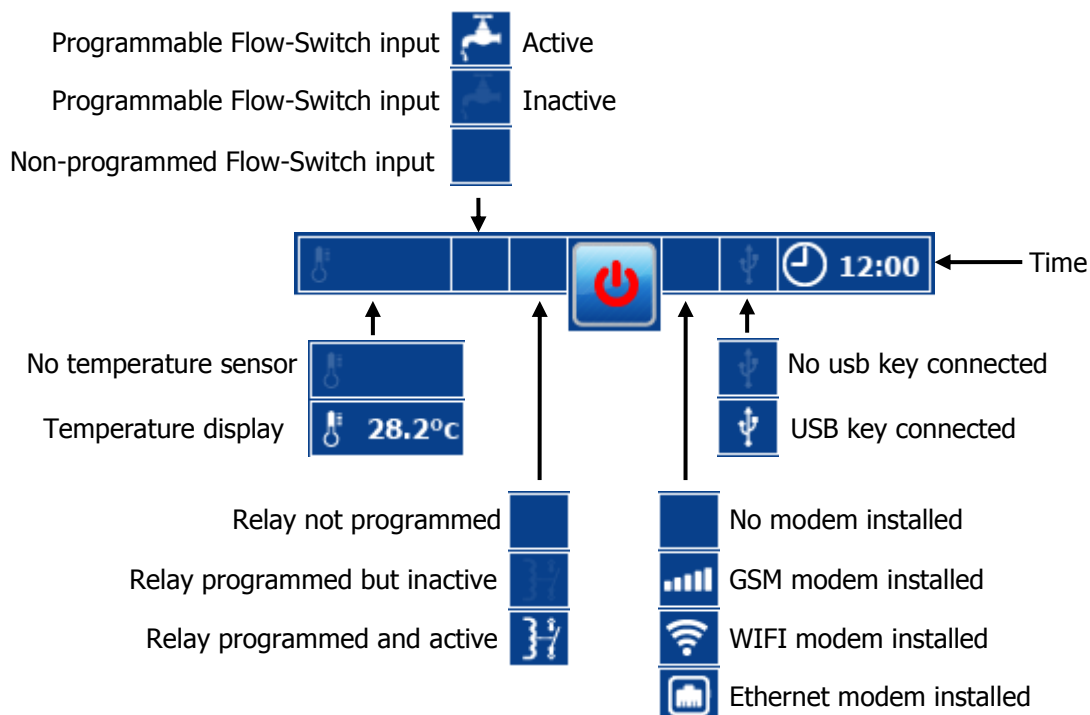 Programmable Flow-Switch input Active
Programmable Flow-Switch input Inactive
Non-programmed Flow-Switch input
12:00
Time
No temperature sensor
No usb key connected
Temperature display 28.2°C
USB key connected
Relay not programmed
No modem installed
Relay programmed but inactive
GSM modem installed
Relay programmed and active
WIFI modem installed
Ethernet modem installed